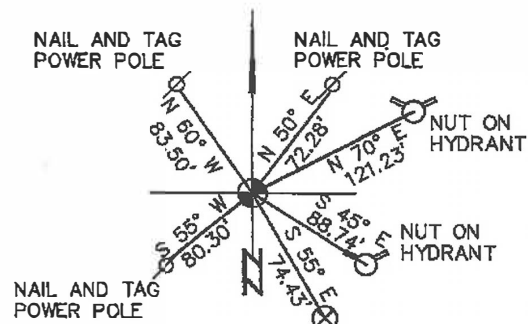 NAIL AND TAG
POWER POLE
NAIL AND TAG
POWER POLE
N 60° W
83.50'
N 50° E
72.28'
N 70° E
121.23'
NUT ON
HYDRANT
S 55° W
80.30'
S 45° E
88.74'
NUT ON
HYDRANT
S 55° E
74.43'
NAIL AND TAG
POWER POLE
N